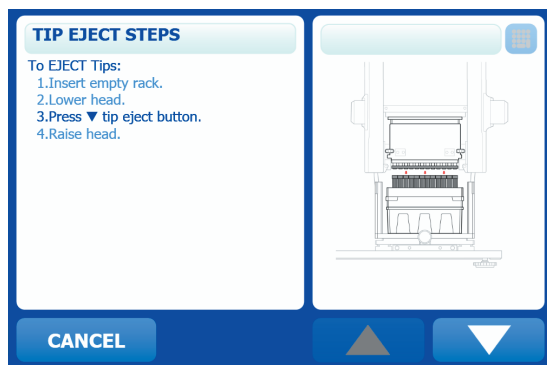 TIP EJECT STEPS
To EJECT Tips:
1.Insert empty rack.
2.Lower head.
3.Press ▼ tip eject button.
4.Raise head.
CANCEL